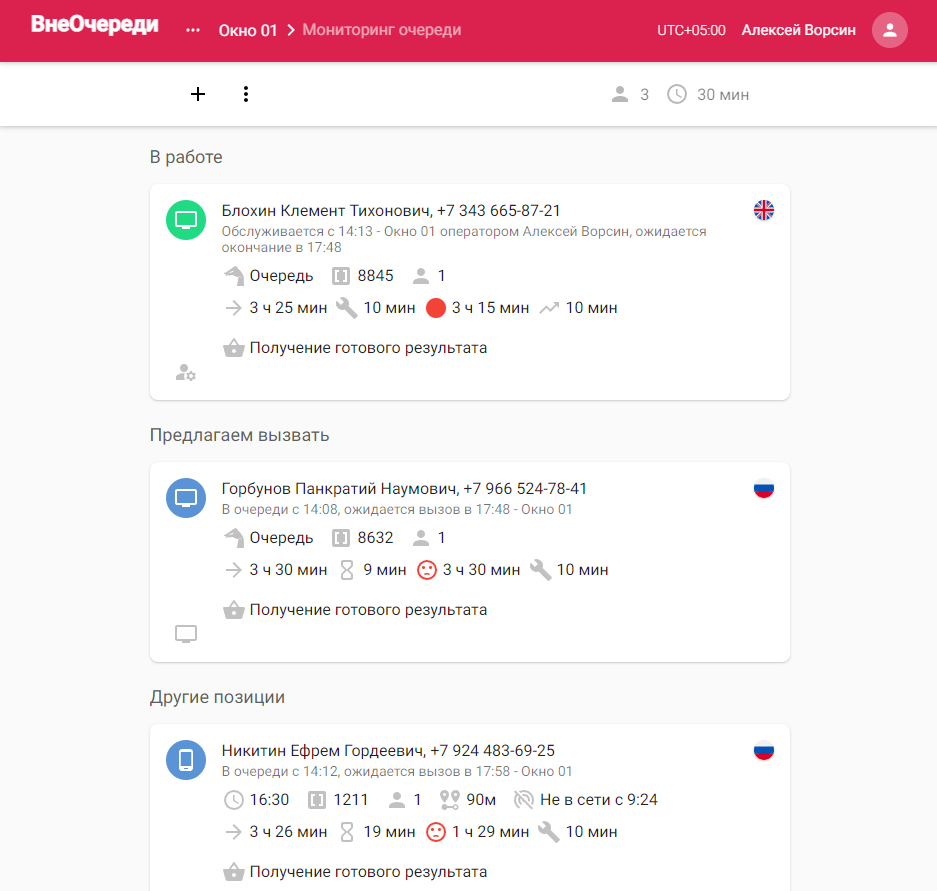 ВнеОчереди
... Окно 01 > Мониторинг очереди
UTC+05:00 Алексей Ворсин
3 30 мин
В работе
Блохин Клемент Тихонович, +7 343 665-87-21
Обслуживается с 14:13 - Окно 01 оператором Алексей Ворсин, ожидается
окончание в 17:48
Очередь 8845 1
3 ч 25 мин 10 мин 3 ч 15 мин 10 мин
Получение готового результата
Предлагаем вызвать
Горбунов Панкратий Наумович, +7 966 524-78-41
В очереди с 14:08, ожидается вызов в 17:48 - Окно 01
Очередь 8632 1
3 ч 30 мин 9 мин 3 ч 30 мин 10 мин
Получение готового результата
Другие позиции
Никитин Ефрем Гордеевич, +7 924 483-69-25
В очереди с 14:12, ожидается вызов в 17:58 - Окно 01
16:30 1211 1 90м Не в сети с 9:24
3 ч 26 мин 19 мин 1 ч 29 мин 10 мин
Получение готового результата